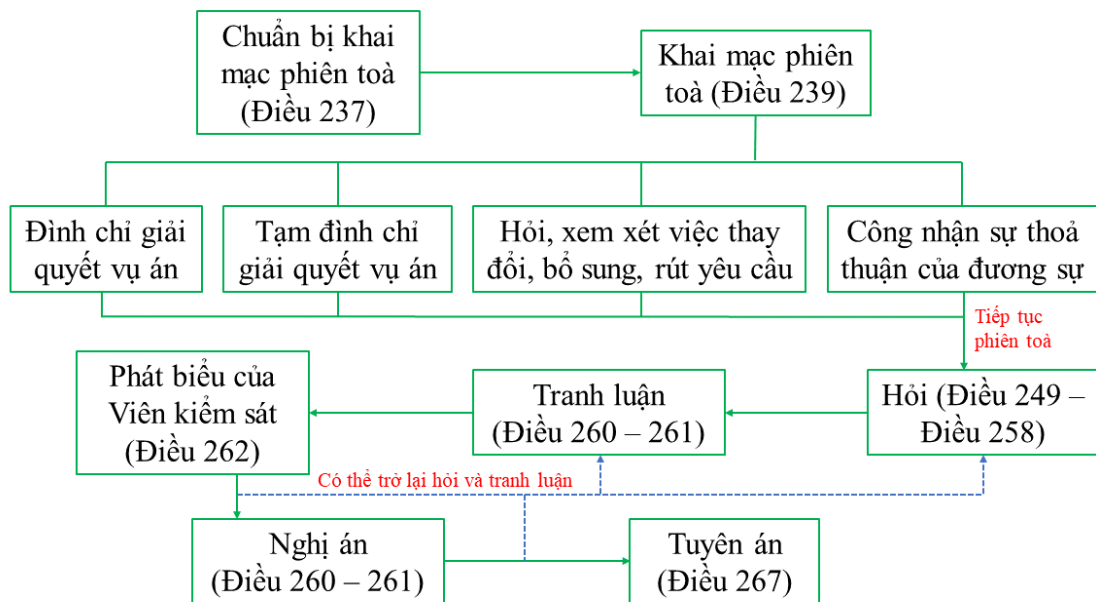 Chuẩn bị khai
mạc phiên toà
(Điều 237)
Khai mạc phiên
toà (Điều 239)
Đình chỉ giải
quyết vụ án
Tạm đình chỉ
giải quyết vụ án
Hỏi, xem xét việc thay
đổi, bổ sung, rút yêu cầu
Công nhận sự thoả
thuận của đương sự
Tiếp tục
phiên toà
Hỏi (Điều 249 –
Điều 258)
Tranh luận
(Điều 260 – 261)
Phát biểu của
Viên kiểm sát
(Điều 262)
Có thể trở lại hỏi và tranh luận
Nghị án
(Điều 260 – 261)
Tuyên án
(Điều 267)